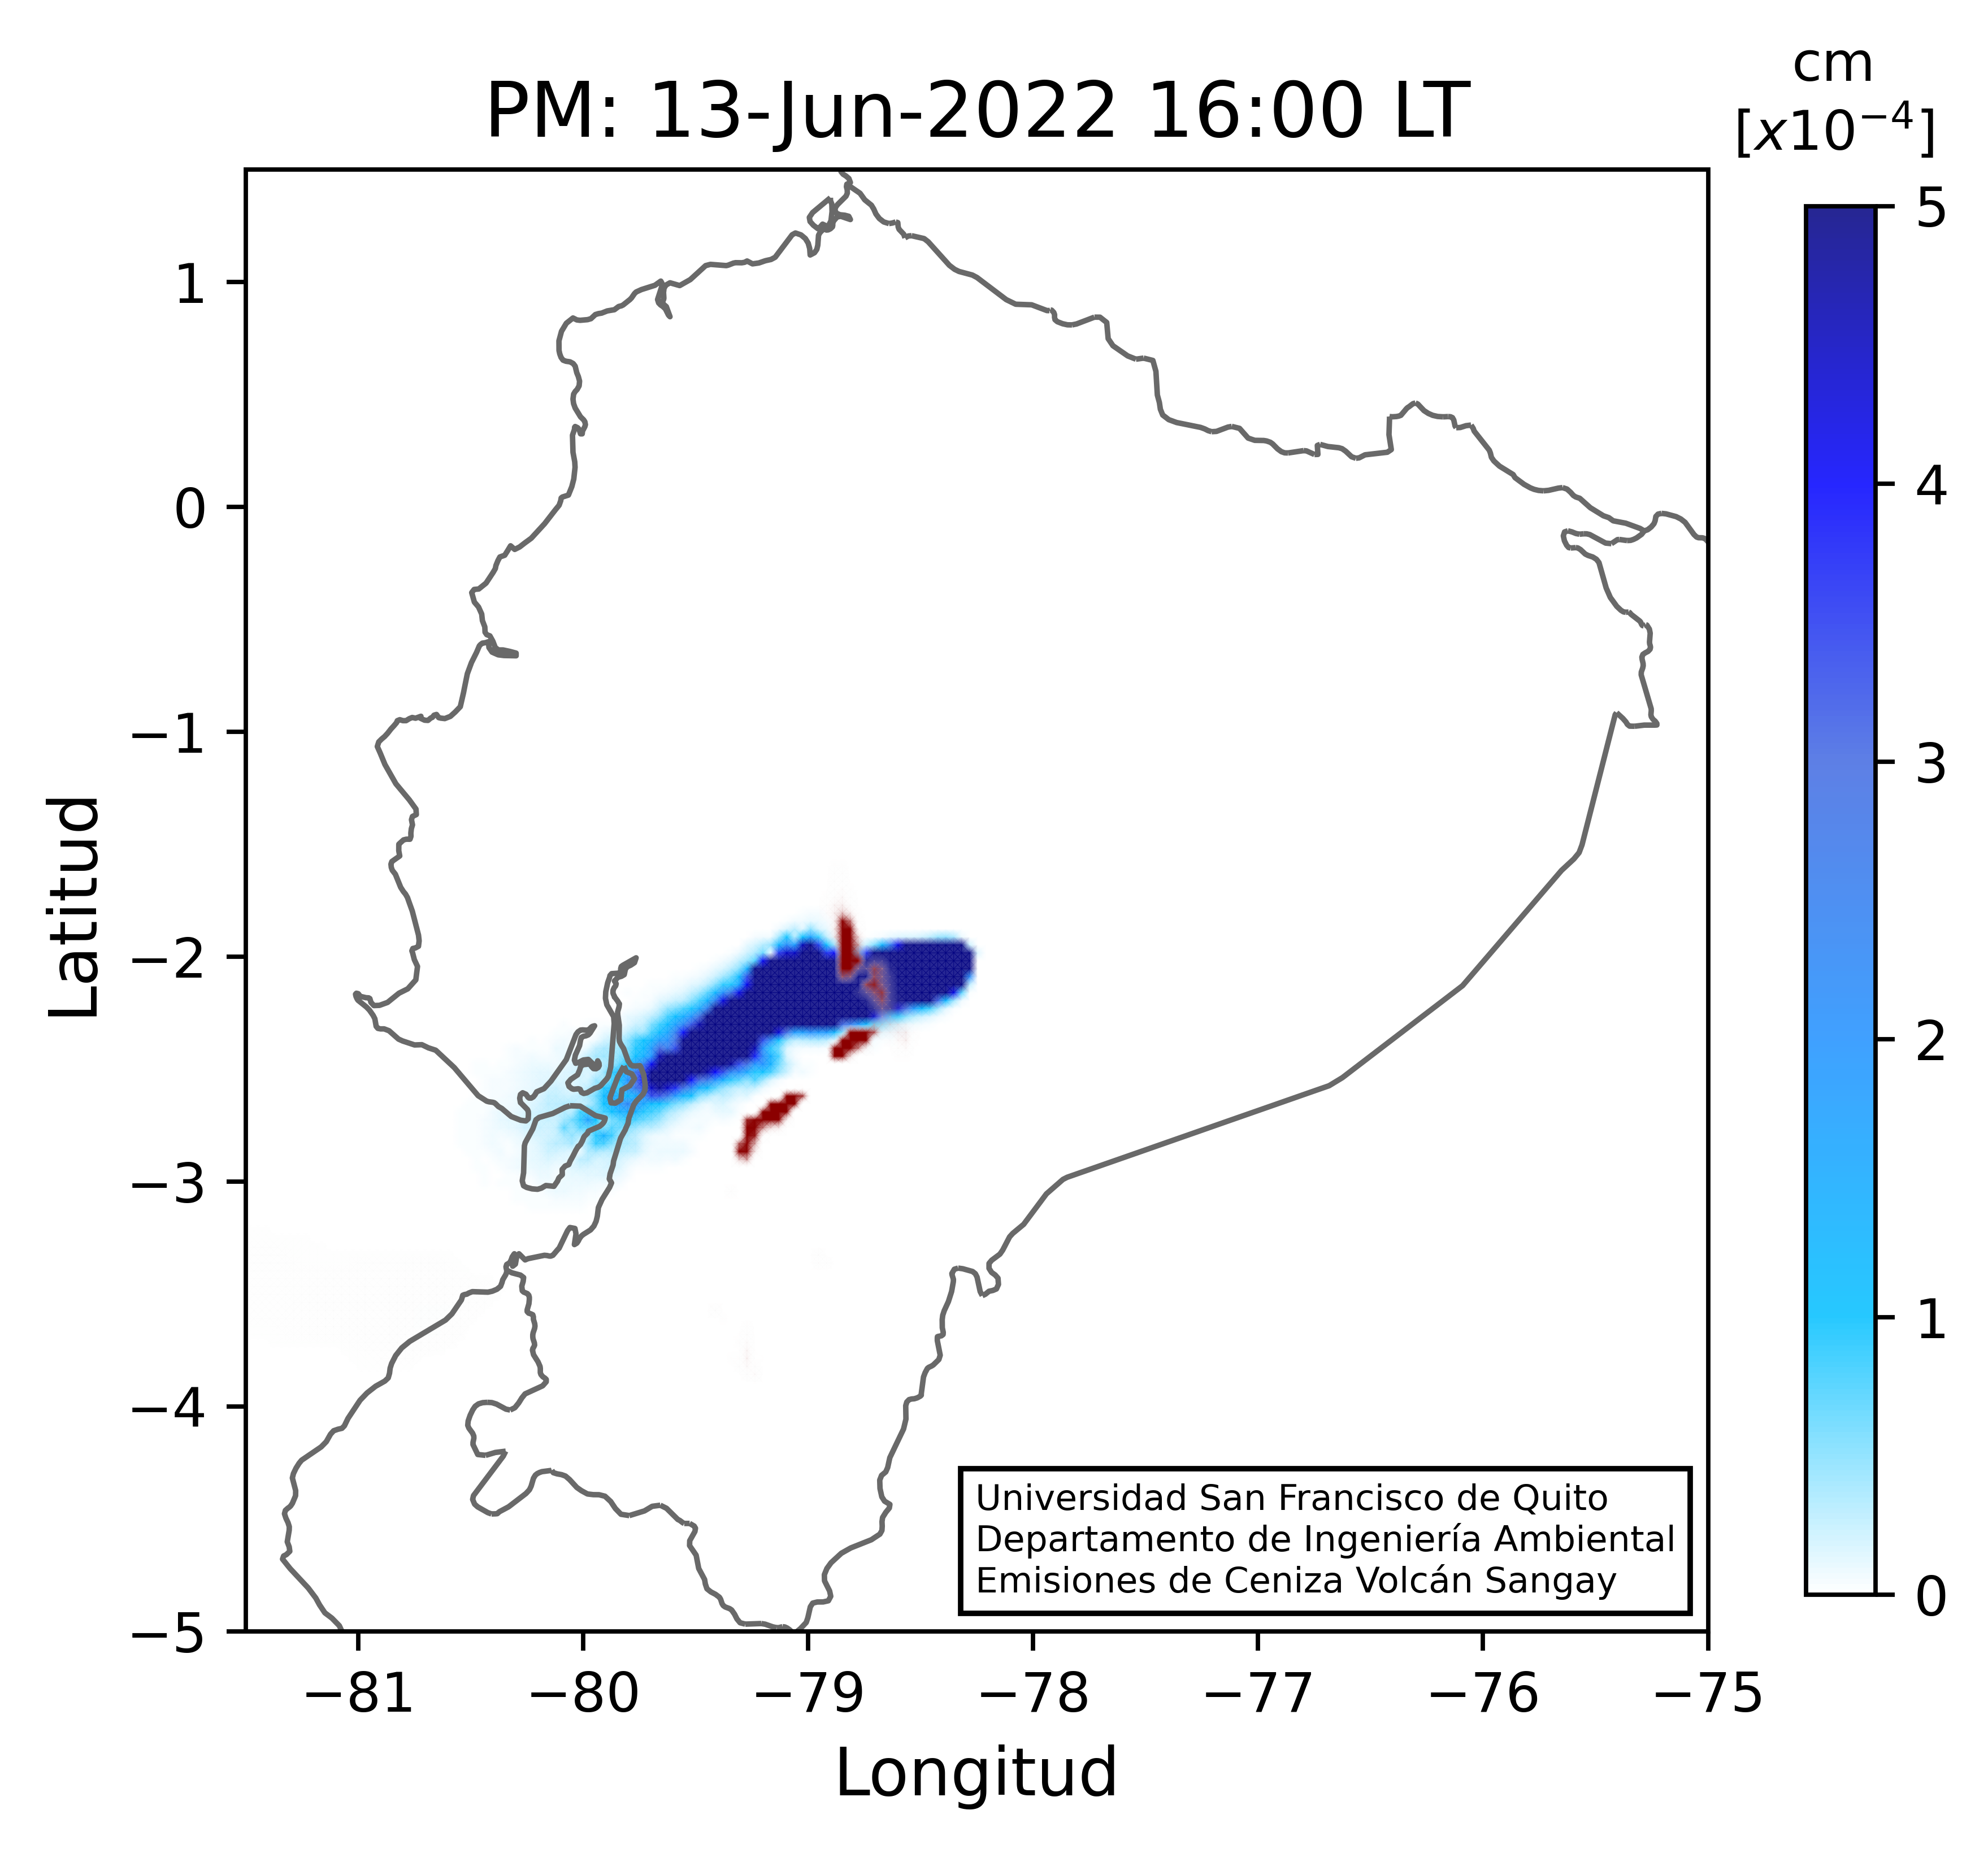 cm
[x10⁻⁴]
PM: 13-Jun-2022 16:00 LT
5
4
3
2
1
0
1
0
−1
−2
−3
−4
−5
Latitud
Universidad San Francisco de Quito
Departamento de Ingeniería Ambiental
Emisiones de Ceniza Volcán Sangay
−81 −80 −79 −78 −77 −76 −75
Longitud